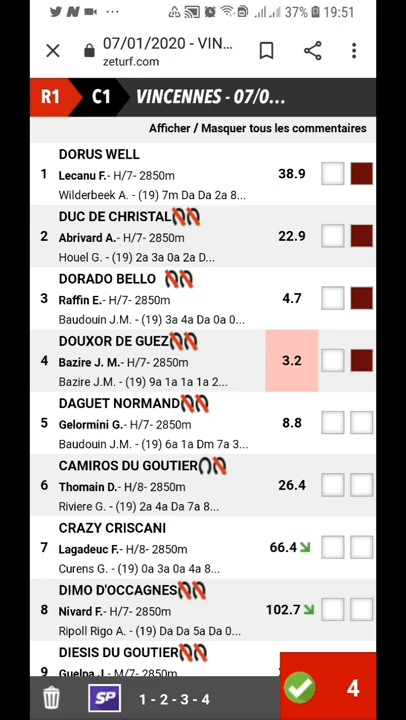 37% 19:51
07/01/2020 - VIN...
zeturf.com
R1 C1 VINCENNES - 07/0...
Afficher / Masquer tous les commentaires
DORUS WELL
1 Lecanu F.- H/7- 2850m 38.9
Wilderbeek A. - (19) 7m Da Da 2a 8...
DUC DE CHRISTAL
2 Abrivard A.- H/7- 2850m 22.9
Houel G. - (19) 2a 3a 0a 2a D...
DORADO BELLO
3 Raffin E.- H/7- 2850m 4.7
Baudouin J.M. - (19) 3a 4a Da 0a 0...
DOUXOR DE GUEZ
4 Bazire J. M.- H/7- 2850m 3.2
Bazire J.M. - (19) 9a 1a 1a 1a 2...
DAGUET NORMAND
5 Gelormini G.- H/7- 2850m 8.8
Baudouin J.M. - (19) 6a 1a Dm 7a 3...
CAMIROS DU GOUTIER
6 Thomain D.- H/8- 2850m 26.4
Riviere G. - (19) 2a 4a Da 7a 8...
CRAZY CRISCANI
7 Lagadeuc F.- H/8- 2850m 66.4
Curens G. - (19) 0a 3a 0a 4a 8...
DIMO D'OCCAGNES
8 Nivard F.- H/7- 2850m 102.7
Ripoll Rigo A. - (19) Da Da 5a Da 0...
DIESIS DU GOUTIER
9 Guelpa J.- M/7- 2850m
SP 1 - 2 - 3 - 4 4